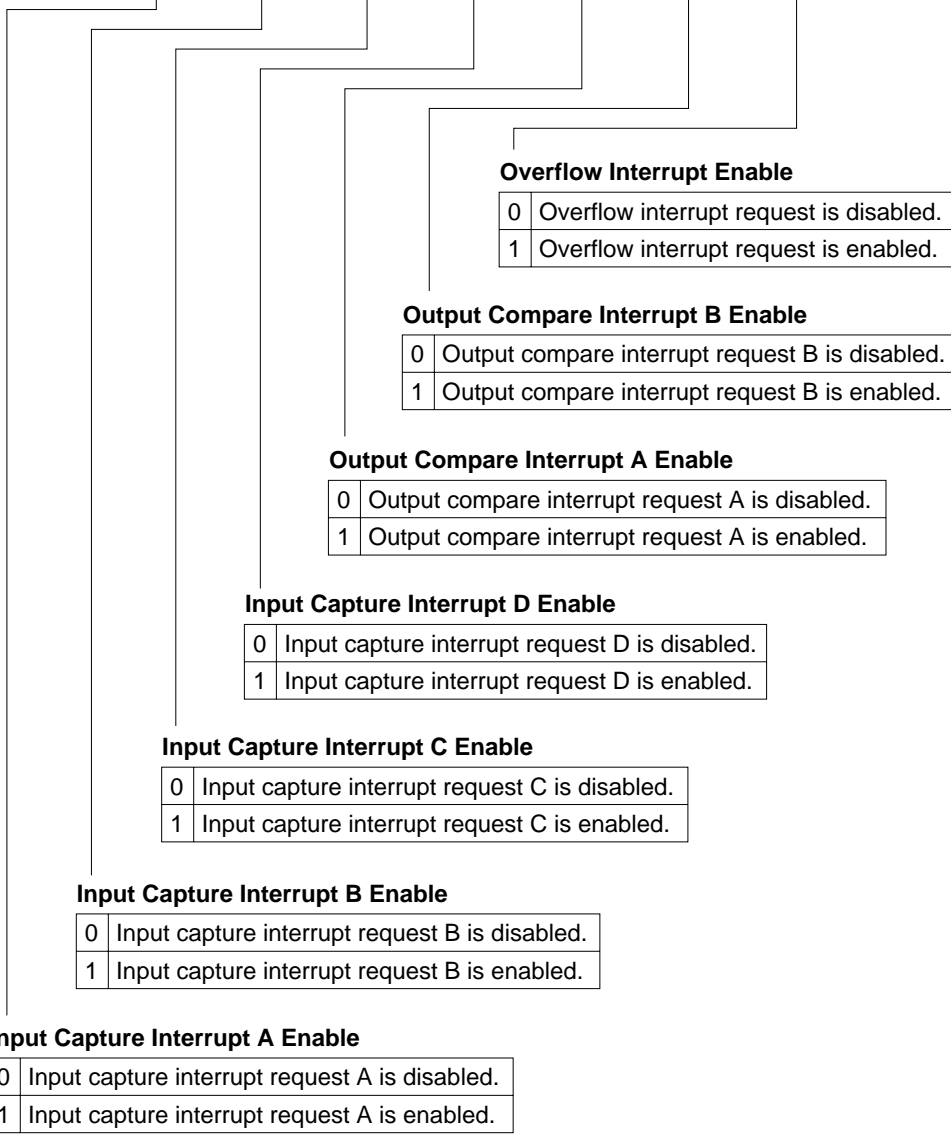 Overflow Interrupt Enable
0 Overflow interrupt request is disabled.
1 Overflow interrupt request is enabled.
Output Compare Interrupt B Enable
0 Output compare interrupt request B is disabled.
1 Output compare interrupt request B is enabled.
Output Compare Interrupt A Enable
0 Output compare interrupt request A is disabled.
1 Output compare interrupt request A is enabled.
Input Capture Interrupt D Enable
0 Input capture interrupt request D is disabled.
1 Input capture interrupt request D is enabled.
Input Capture Interrupt C Enable
0 Input capture interrupt request C is disabled.
1 Input capture interrupt request C is enabled.
Input Capture Interrupt B Enable
0 Input capture interrupt request B is disabled.
1 Input capture interrupt request B is enabled.
nput Capture Interrupt A Enable
0 Input capture interrupt request A is disabled.
1 Input capture interrupt request A is enabled.